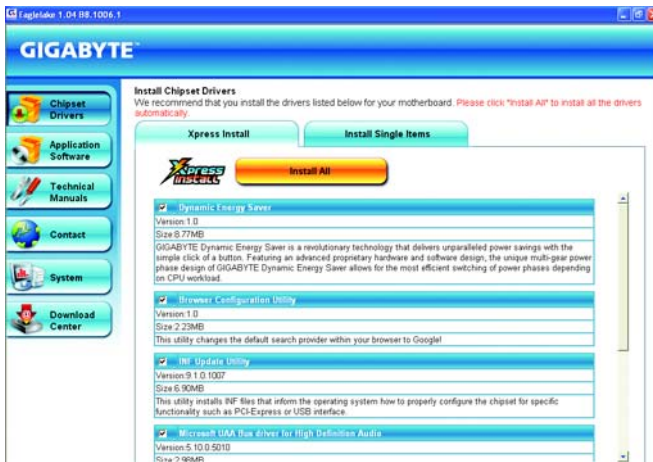 Eaglelake 1.04 B8.1006.1
GIGABYTE™
Chipset
Drivers
Application
Software
Technical
Manuals
Contact
System
Download
Center
Install Chipset Drivers
We recommend that you install the drivers listed below for your motherboard. Please click "Install All" to install all the drivers
automatically.
Xpress Install
Install Single Items
Xpress
INSTALL
Install All
Dynamic Energy Saver
Version:1.0
Size:8.77MB
GIGABYTE Dynamic Energy Saver is a revolutionary technology that delivers unparalleled power savings with the
simple click of a button. Featuring an advanced proprietary hardware and software design, the unique multi-gear power
phase design of GIGABYTE Dynamic Energy Saver allows for the most efficient switching of power phases depending
on CPU workload.
Browser Configuration Utility
Version:1.0
Size:2.23MB
This utility changes the default search provider within your browser to Google!
INF Update Utility
Version:9.1.0.1007
Size:6.90MB
This utility installs INF files that inform the operating system how to properly configure the chipset for specific
functionality such as PCI-Express or USB interface.
Microsoft UAA Bus driver for High Definition Audio
Version:5.10.0.5010
Size:2.98MB